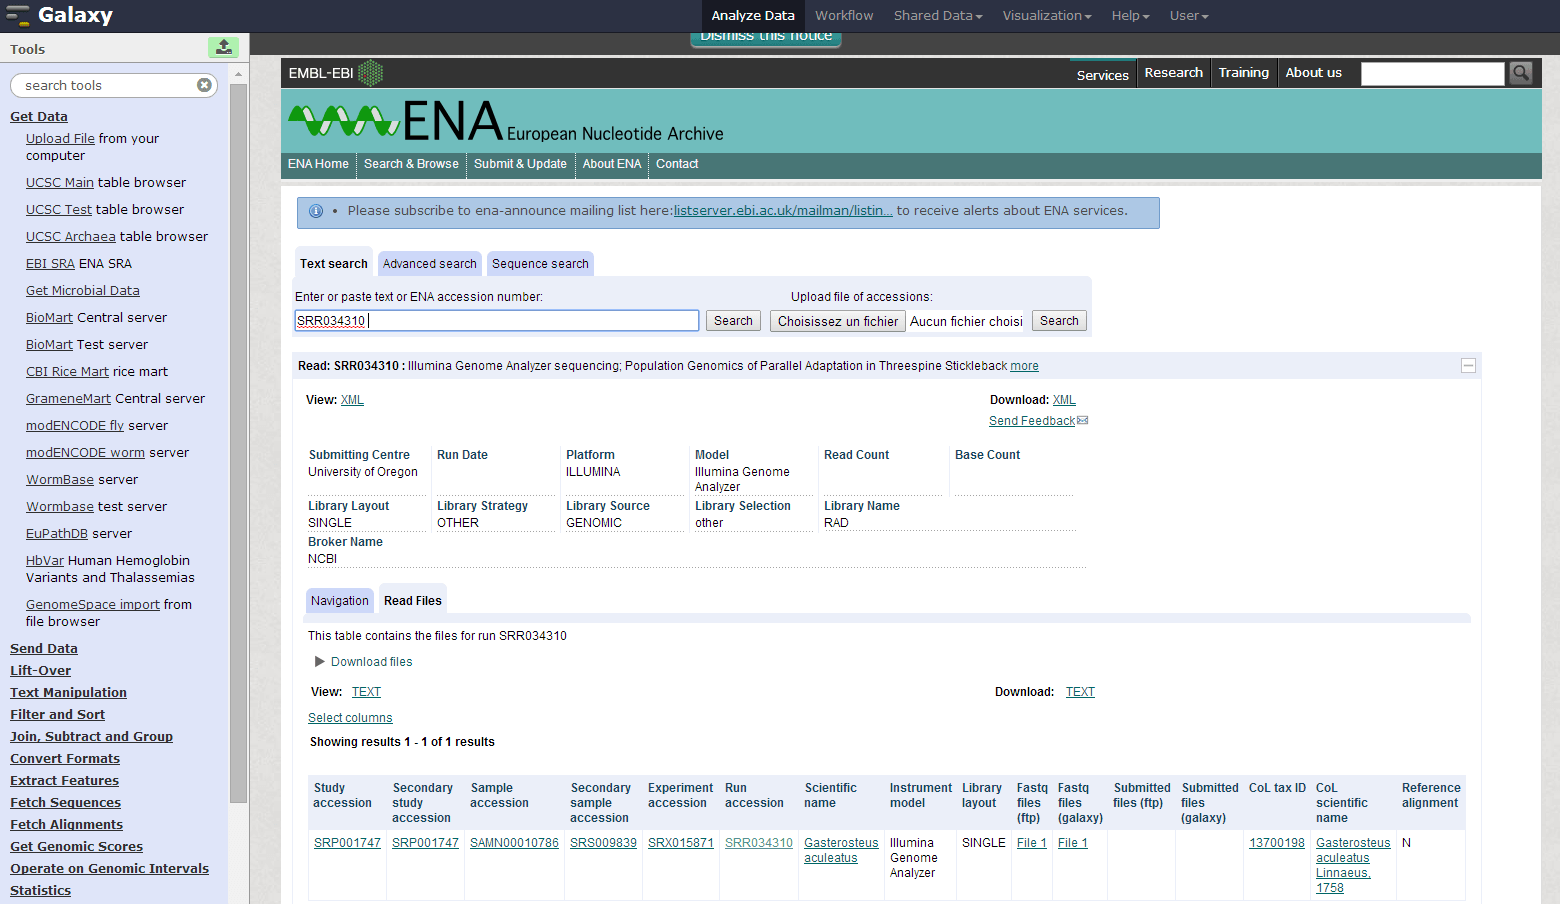 Galaxy
Analyze Data
Workflow
Shared Data
Visualization
Help
User
Tools
search tools
Get Data
Upload File from your
computer
UCSC Main table browser
UCSC Test table browser
UCSC Archaea table browser
EBI SRA ENA SRA
Get Microbial Data
BioMart Central server
BioMart Test server
CBI Rice Mart rice mart
GrameneMart Central server
modENCODE fly server
modENCODE worm server
WormBase server
Wormbase test server
EuPathDB server
HbVar Human Hemoglobin
Variants and Thalassemias
GenomeSpace import from
file browser
Send Data
Lift-Over
Text Manipulation
Filter and Sort
Join, Subtract and Group
Convert Formats
Extract Features
Fetch Sequences
Fetch Alignments
Get Genomic Scores
Operate on Genomic Intervals
Statistics
Dismiss this notice
EMBL-EBI
Services
Research
Training
About us
ENA European Nucleotide Archive
ENA Home
Search & Browse
Submit & Update
About ENA
Contact
• Please subscribe to ena-announce mailing list here:listserver.ebi.ac.uk/mailman/listin... to receive alerts about ENA services.
Text search
Advanced search
Sequence search
Enter or paste text or ENA accession number:
Upload file of accessions:
SRR034310
Search
Choisissez un fichier
Aucun fichier choisi
Search
Read: SRR034310 : Illumina Genome Analyzer sequencing; Population Genomics of Parallel Adaptation in Threespine Stickleback more
View: XML
Download: XML
Send Feedback
Submitting Centre
University of Oregon
Run Date
Platform
ILLUMINA
Model
Illumina Genome
Analyzer
Read Count
Base Count
Library Layout
SINGLE
Library Strategy
OTHER
Library Source
GENOMIC
Library Selection
other
Library Name
RAD
Broker Name
NCBI
Navigation
Read Files
This table contains the files for run SRR034310
Download files
View: TEXT
Download: TEXT
Select columns
Showing results 1 - 1 of 1 results
Study
accession
Secondary
study
accession
Sample
accession
Secondary
sample
accession
Experiment
accession
Run
accession
Scientific
name
Instrument
model
Library
layout
Fastq
files
(ftp)
Fastq
files
(galaxy)
Submitted
files (ftp)
Submitted
files
(galaxy)
CoL tax ID
CoL
scientific
name
Reference
alignment
SRP001747
SRP001747
SAMN00010786
SRS009839
SRX015871
SRR034310
Gasterosteus
aculeatus
Illumina
Genome
Analyzer
SINGLE
File 1
File 1
13700198
Gasterosteus
aculeatus
Linnaeus,
1758
N